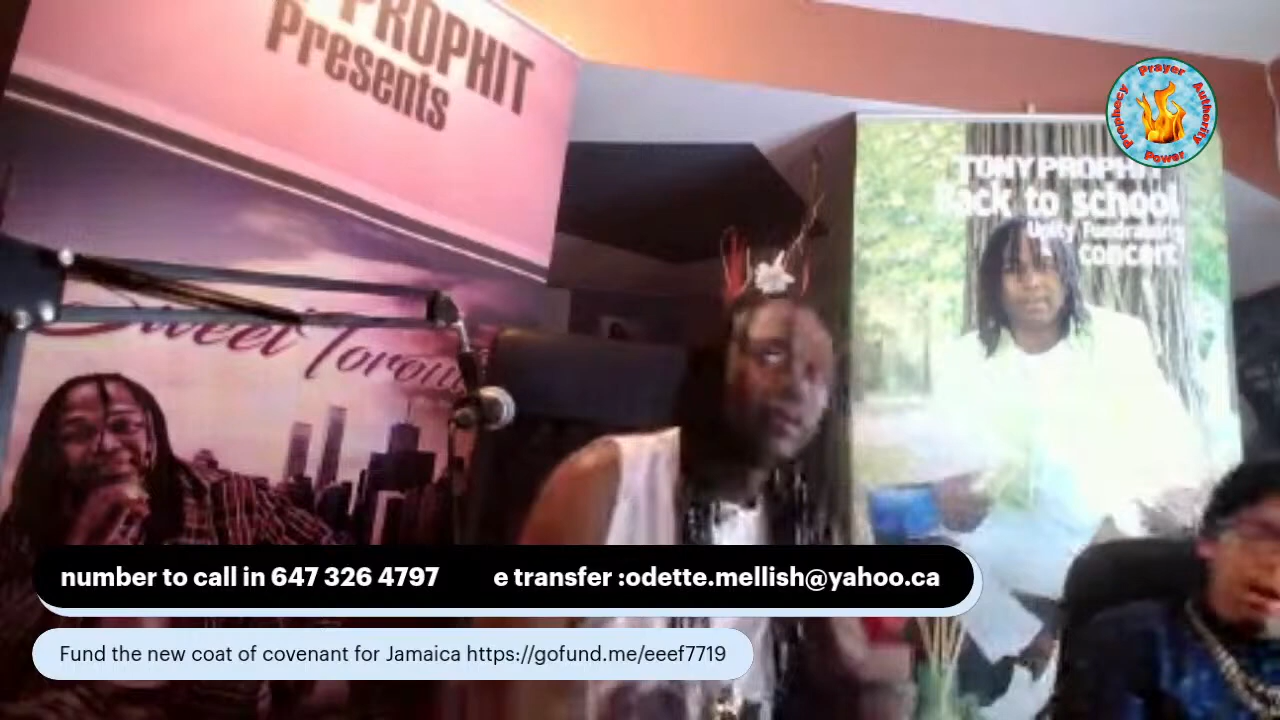 PROPHIT
Presents
Sweet Toron
TONY PROPHIT
Back to school
Unity Fundraising
concert
Prophecy Prayer Authority Power
number to call in 647 326 4797 e transfer :odette.mellish@yahoo.ca
Fund the new coat of covenant for Jamaica https://gofund.me/eeef7719